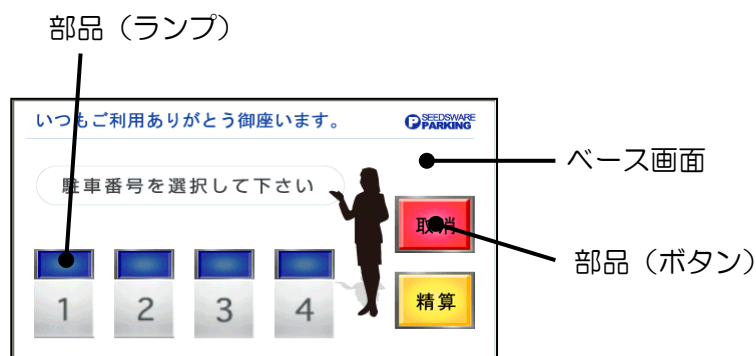 部品（ランプ）
いつもご利用ありがとう御座います。
SEEDSWARE
PARKING
ベース画面
駐車番号を選択して下さい
取消
部品（ボタン）
1 2 3 4
精算